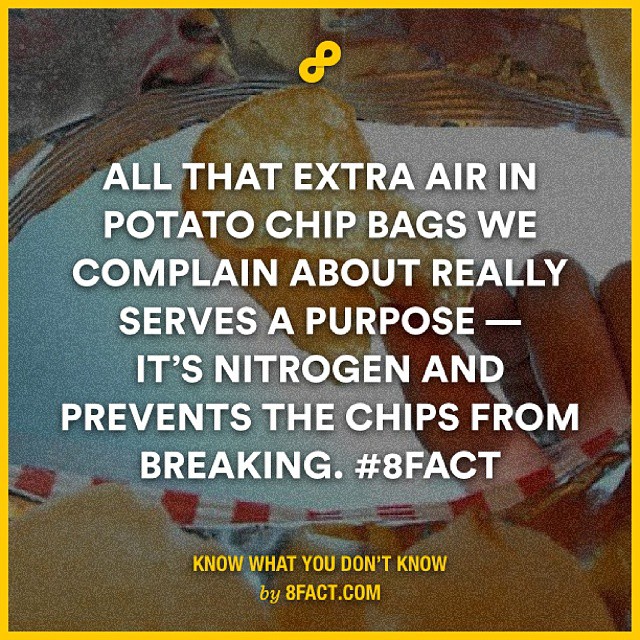 ALL THAT EXTRA AIR IN
POTATO CHIP BAGS WE
COMPLAIN ABOUT REALLY
SERVES A PURPOSE —
IT'S NITROGEN AND
PREVENTS THE CHIPS FROM
BREAKING. #8FACT
KNOW WHAT YOU DON'T KNOW
by 8FACT.COM